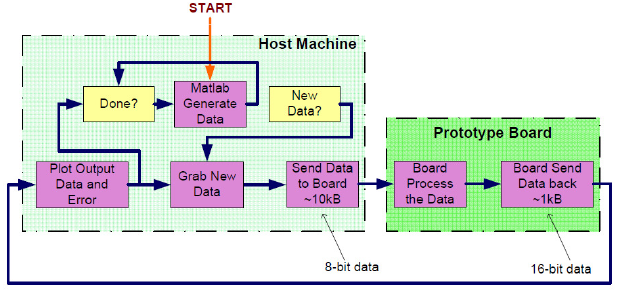 START
Host Machine
Done?
Matlab
Generate
Data
New
Data?
Prototype Board
Plot Output
Data and
Error
Grab New
Data
Send Data
to Board
~10kB
Board
Process
the Data
Board Send
Data back
~1kB
8-bit data
16-bit data